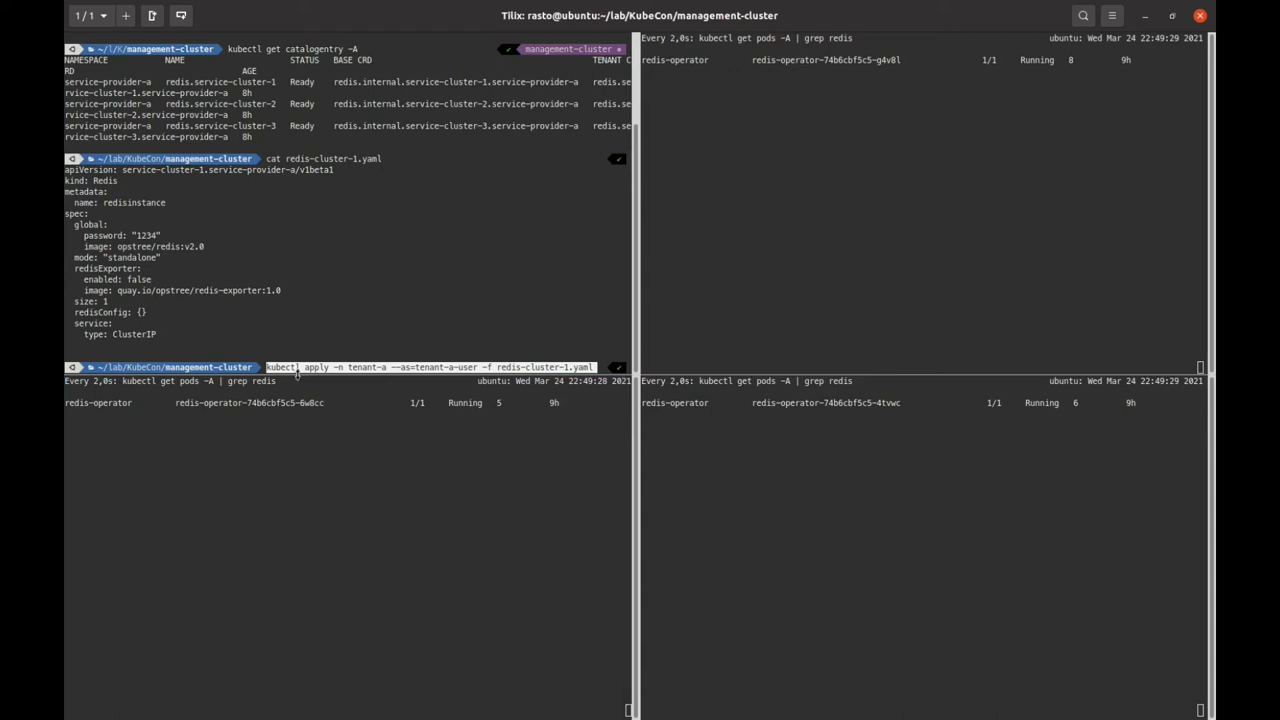 1 / 1
Tilix: rasto@ubuntu:~/lab/KubeCon/management-cluster
~/l/K/management-cluster kubectl get catalogentry -A ✔ management-cluster
NAMESPACE NAME STATUS BASE CRD TENANT C
RD AGE
service-provider-a redis.service-cluster-1 Ready redis.internal.service-cluster-1.service-provider-a redis.se
rvice-cluster-1.service-provider-a 8h
service-provider-a redis.service-cluster-2 Ready redis.internal.service-cluster-2.service-provider-a redis.se
rvice-cluster-2.service-provider-a 8h
service-provider-a redis.service-cluster-3 Ready redis.internal.service-cluster-3.service-provider-a redis.se
rvice-cluster-3.service-provider-a 8h
~/lab/KubeCon/management-cluster cat redis-cluster-1.yaml ✔
apiVersion: service-cluster-1.service-provider-a/v1beta1
kind: Redis
metadata:
name: redisinstance
spec:
global:
password: "1234"
image: opstree/redis:v2.0
mode: "standalone"
redisExporter:
enabled: false
image: quay.io/opstree/redis-exporter:1.0
size: 1
redisConfig: {}
service:
type: ClusterIP
~/lab/KubeCon/management-cluster kubectl apply -n tenant-a --as=tenant-a-user -f redis-cluster-1.yaml ✔
Every 2,0s: kubectl get pods -A | grep redis ubuntu: Wed Mar 24 22:49:29 2021
redis-operator redis-operator-74b6cbf5c5-g4v8l 1/1 Running 8 9h
Every 2,0s: kubectl get pods -A | grep redis ubuntu: Wed Mar 24 22:49:28 2021
redis-operator redis-operator-74b6cbf5c5-6w8cc 1/1 Running 5 9h
Every 2,0s: kubectl get pods -A | grep redis ubuntu: Wed Mar 24 22:49:29 2021
redis-operator redis-operator-74b6cbf5c5-4tvwc 1/1 Running 6 9h